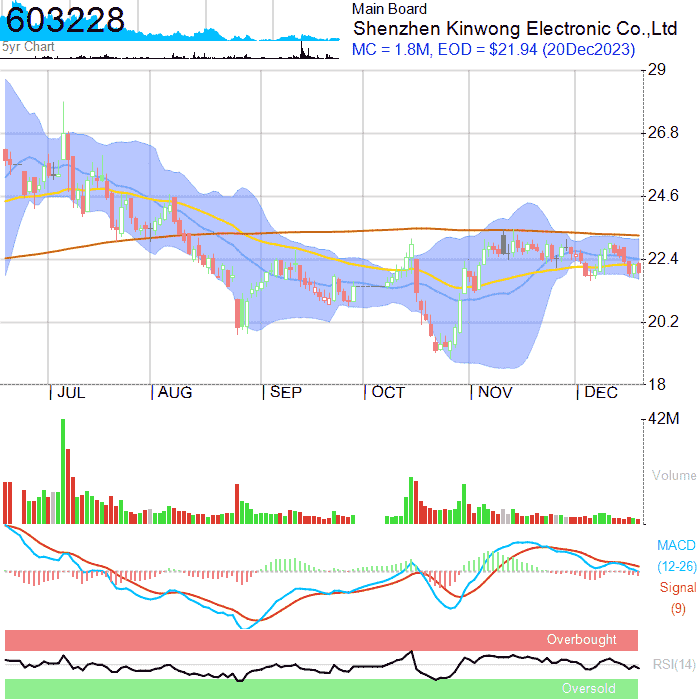 603228
5yr Chart
Main Board
Shenzhen Kinwong Electronic Co.,Ltd
MC = 1.8M, EOD = $21.94 (20Dec2023)
29
26.8
24.6
22.4
20.2
18
JUL AUG SEP OCT NOV DEC
42M
Volume
MACD
(12-26)
Signal
(9)
Overbought
RSI(14)
Oversold